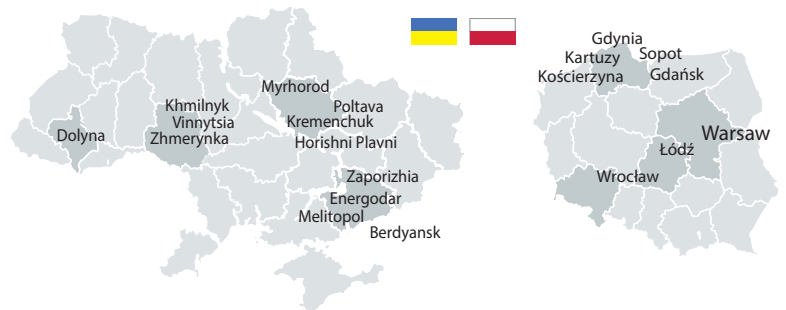 Dolyna
Khmilnyk
Vinnytsia
Zhmerynka
Myrhorod
Poltava
Kremenchuk
Horishni Plavni
Zaporizhia
Energodar
Melitopol
Berdyansk
Gdynia
Kartuzy
Sopot
Kościerzyna
Gdańsk
Warsaw
Łódź
Wrocław